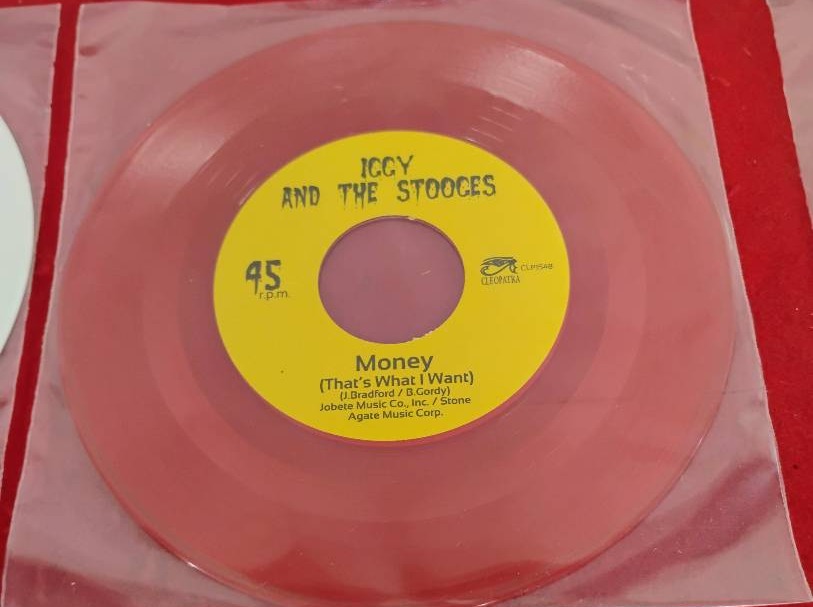 IGGY
AND THE STOOGES
45
r.p.m.
CLP1548
CLEOPATRA
Money
(That's What I Want)
(J.Bradford / B.Gordy)
Jobete Music Co., Inc. / Stone
Agate Music Corp.